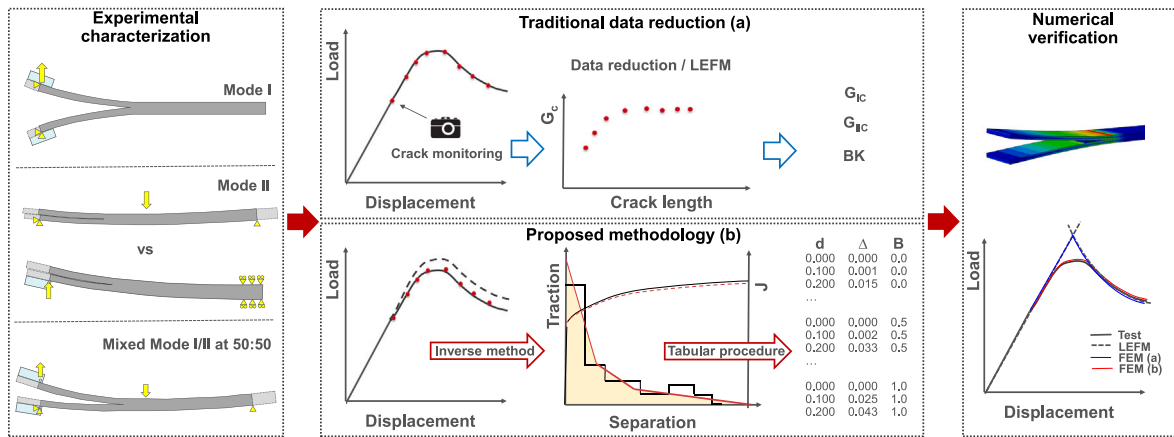 Experimental
characterization
Mode I
Mode II
vs
Mixed Mode I/II at 50:50
Traditional data reduction (a)
Load
Crack monitoring
Displacement
Data reduction / LEFM
G_C
Crack length
G_IC
G_IIC
BK
Proposed methodology (b)
Load
Displacement
Inverse method
Traction
J
Separation
Tabular procedure
d Δ B
0,000 0,000 0,0
0,100 0,001 0,0
0,200 0,015 0,0
...
0,000 0,000 0,5
0,100 0,002 0,5
0,200 0,033 0,5
...
0,000 0,000 1,0
0,100 0,025 1,0
0,200 0,043 1,0
Numerical
verification
Load
Test
LEFM
FEM (a)
FEM (b)
Displacement